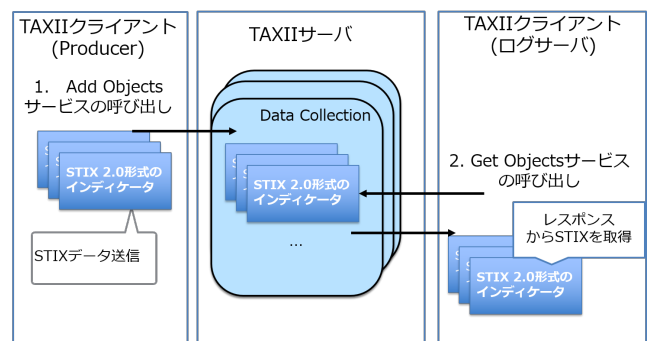 TAXIIクライアント
(Producer)
1. Add Objects
サービスの呼び出し
STIX 2.0形式の
インディケータ
STIXデータ送信
TAXIIサーバ
Data Collection
STIX 2.0形式の
インディケータ
…
TAXIIクライアント
(ログサーバ)
2. Get Objectsサービス
の呼び出し
レスポンス
からSTIXを取得
STIX 2.0形式の
インディケータ